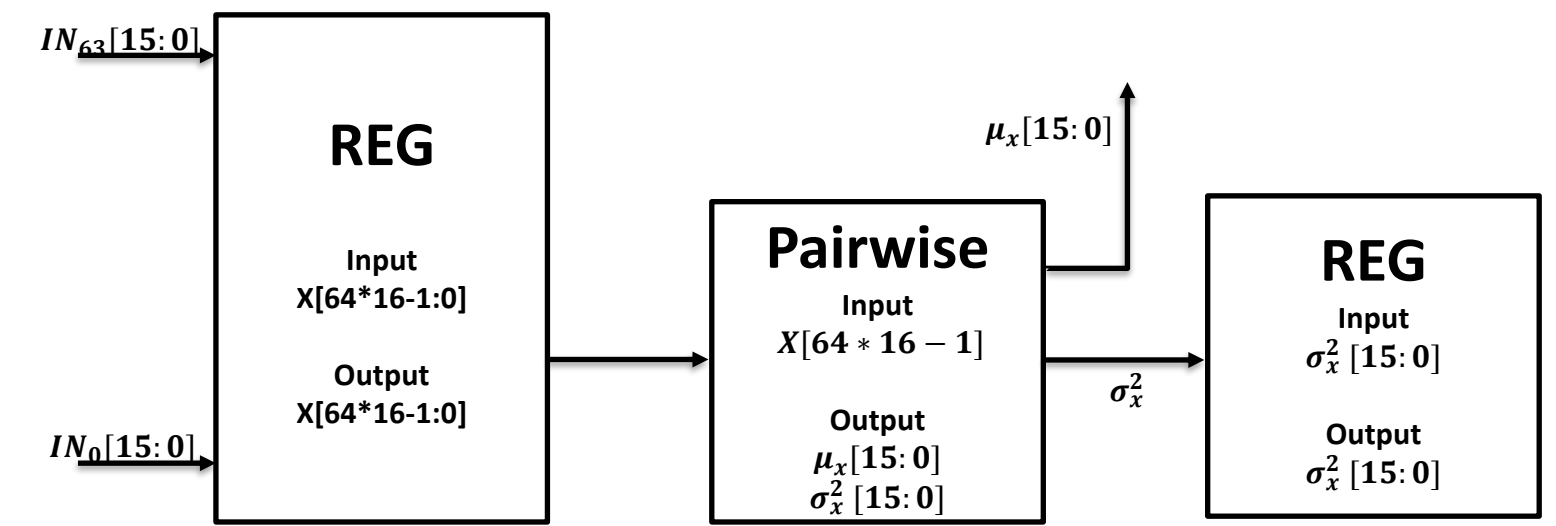 IN₆₃[15:0]
REG
Input
X[64*16-1:0]
Output
X[64*16-1:0]
IN₀[15:0]
Pairwise
Input
X[64 * 16 − 1]
Output
μₓ[15:0]
σₓ² [15:0]
μₓ[15:0]
σₓ²
REG
Input
σₓ² [15:0]
Output
σₓ² [15:0]